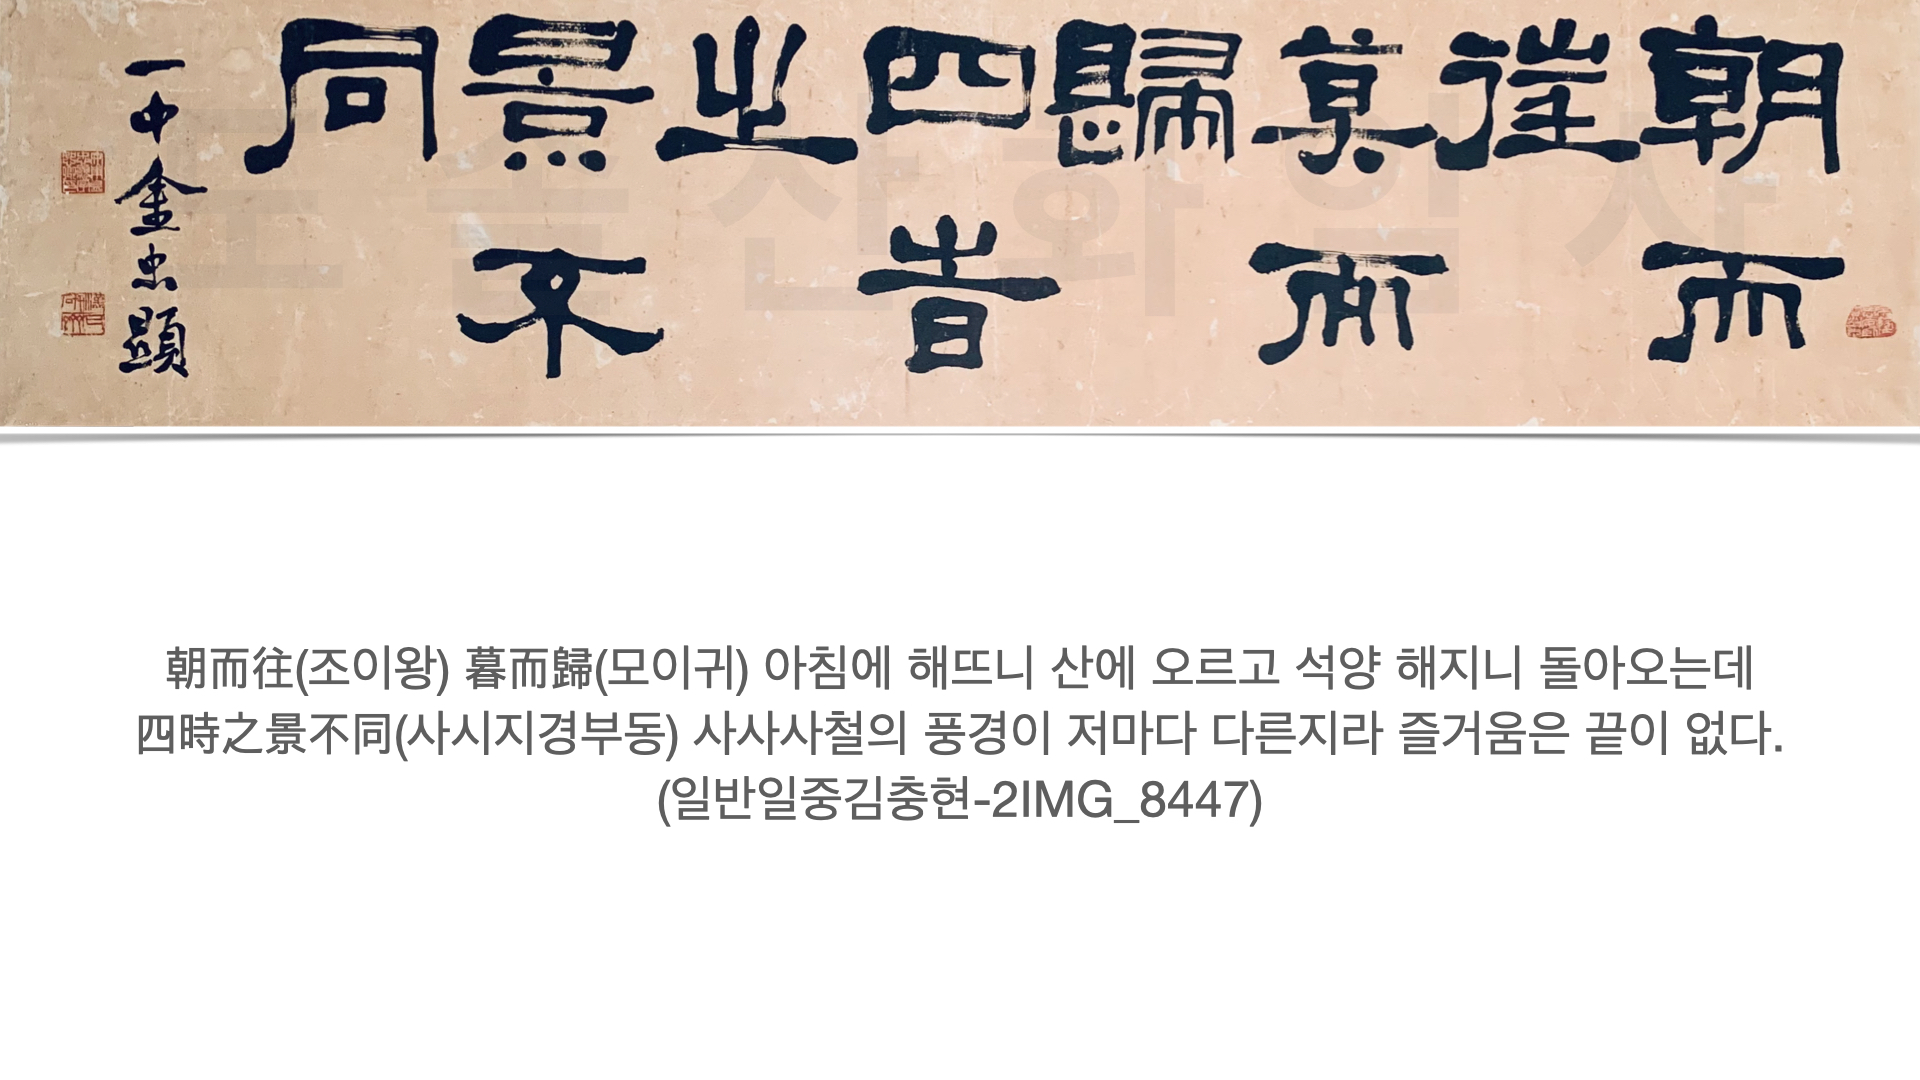 朝而
往
莫而
歸
四旹
之
景不
同
一中金忠顯
朝而往(조이왕) 暮而歸(모이귀) 아침에 해뜨니 산에 오르고 석양 해지니 돌아오는데
四時之景不同(사시지경부동) 사사사철의 풍경이 저마다 다른지라 즐거움은 끝이 없다.
(일반일중김충현-2IMG_8447)